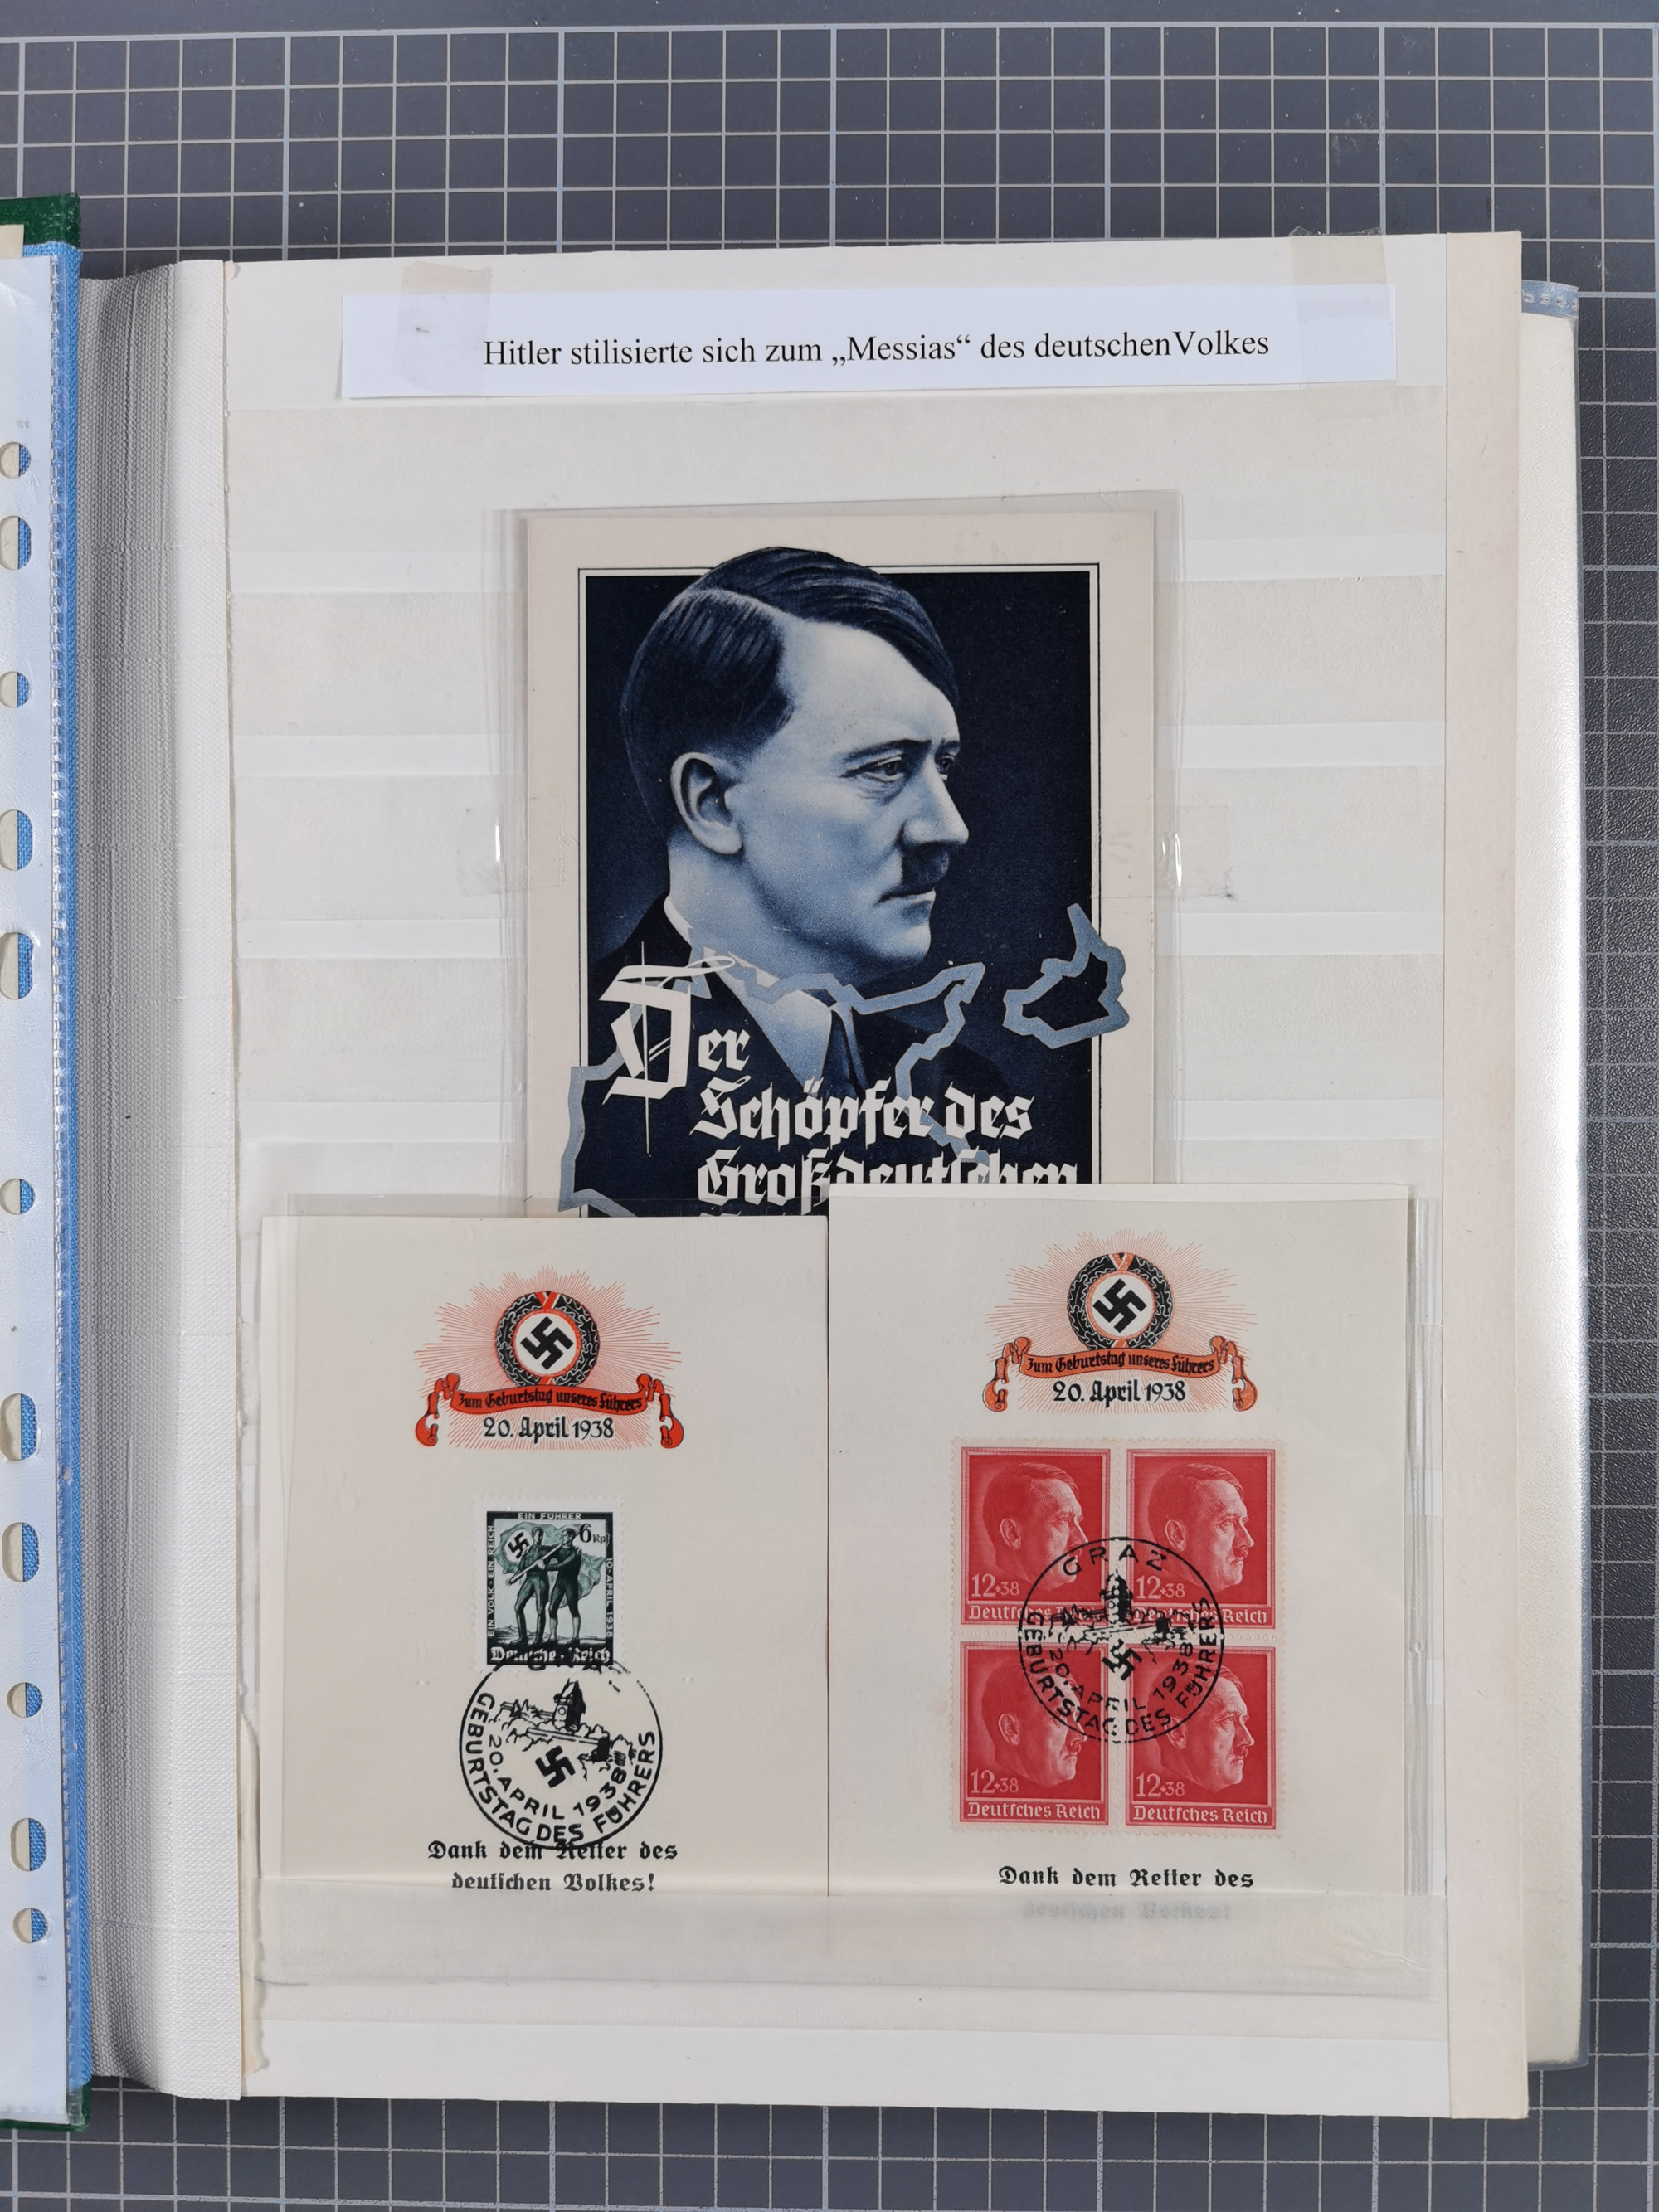 Hitler stilisierte sich zum „Messias“ des deutschenVolkes
Der
Schöpfer des
Großdeutschen
Zum Geburtstag unseres Führers
20. April 1938
EIN VOLK · EIN REICH
EIN FÜHRER
10. APRIL 1938
6 Rpf
Deutsches Reich
GEBURTSTAG DES FÜHRERS
20. APRIL 1938
Dank dem Retter des
deutschen Volkes!
Zum Geburtstag unseres Führers
20. April 1938
12+38
Deutsches Reich
12+38
Deutsches Reich
12+38
Deutsches Reich
12+38
Deutsches Reich
GRAZ
GEBURTSTAG DES FÜHRERS
20. APRIL 1938
Dank dem Retter des
deutschen Volkes!